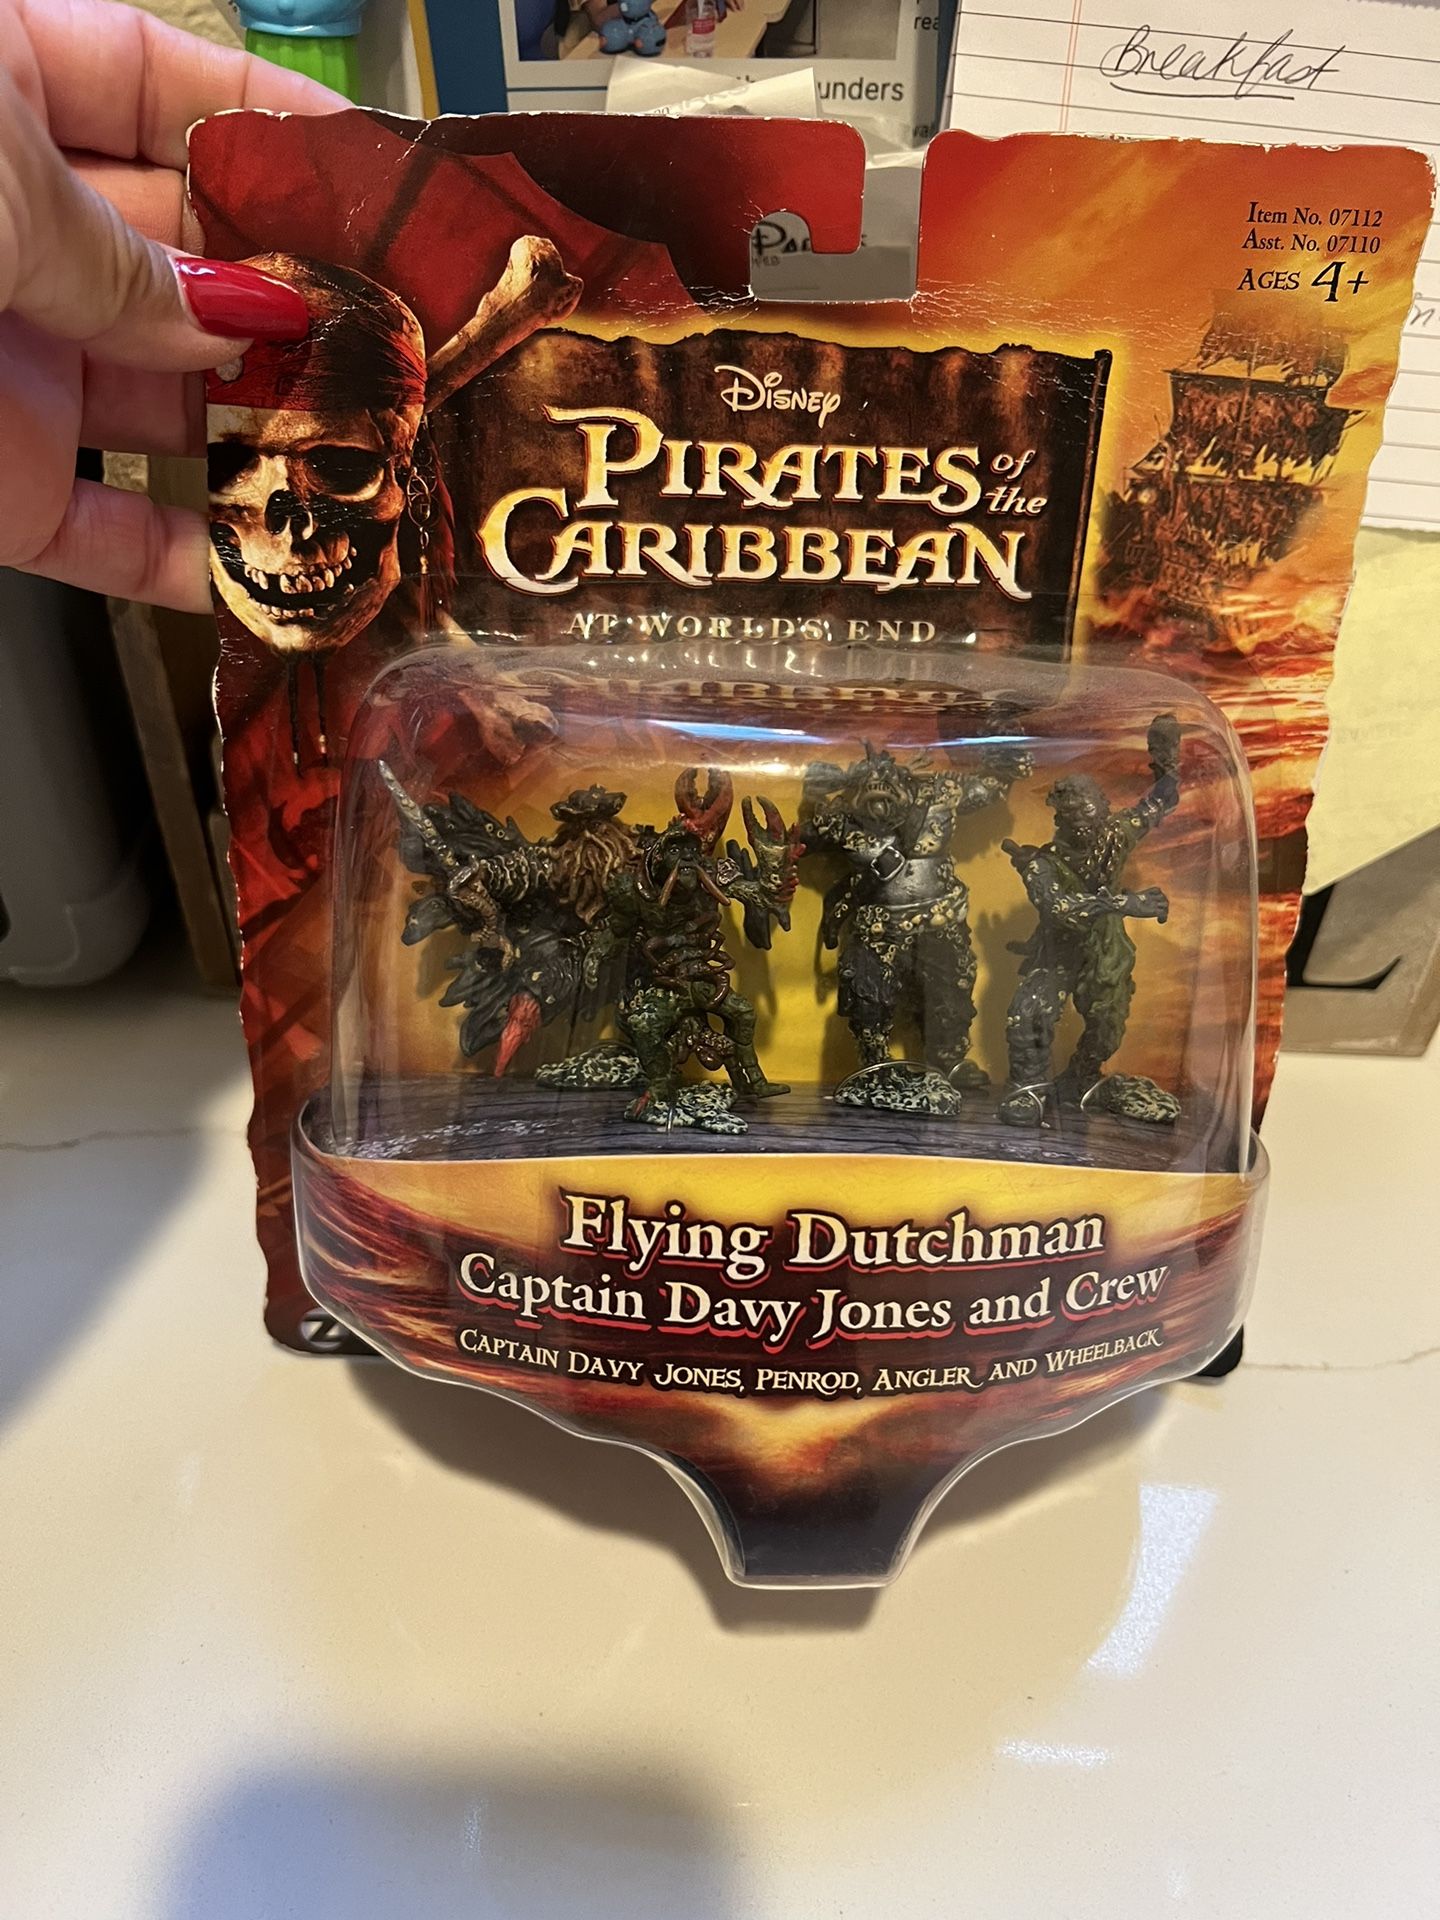 unders
Breakfast
Item No. 07112
Asst. No. 07110
AGES 4+
DISNEY
PIRATES of the
CARIBBEAN
AT WORLD'S END
Flying Dutchman
Captain Davy Jones and Crew
CAPTAIN DAVY JONES, PENROD, ANGLER AND WHEELBACK
Z
L